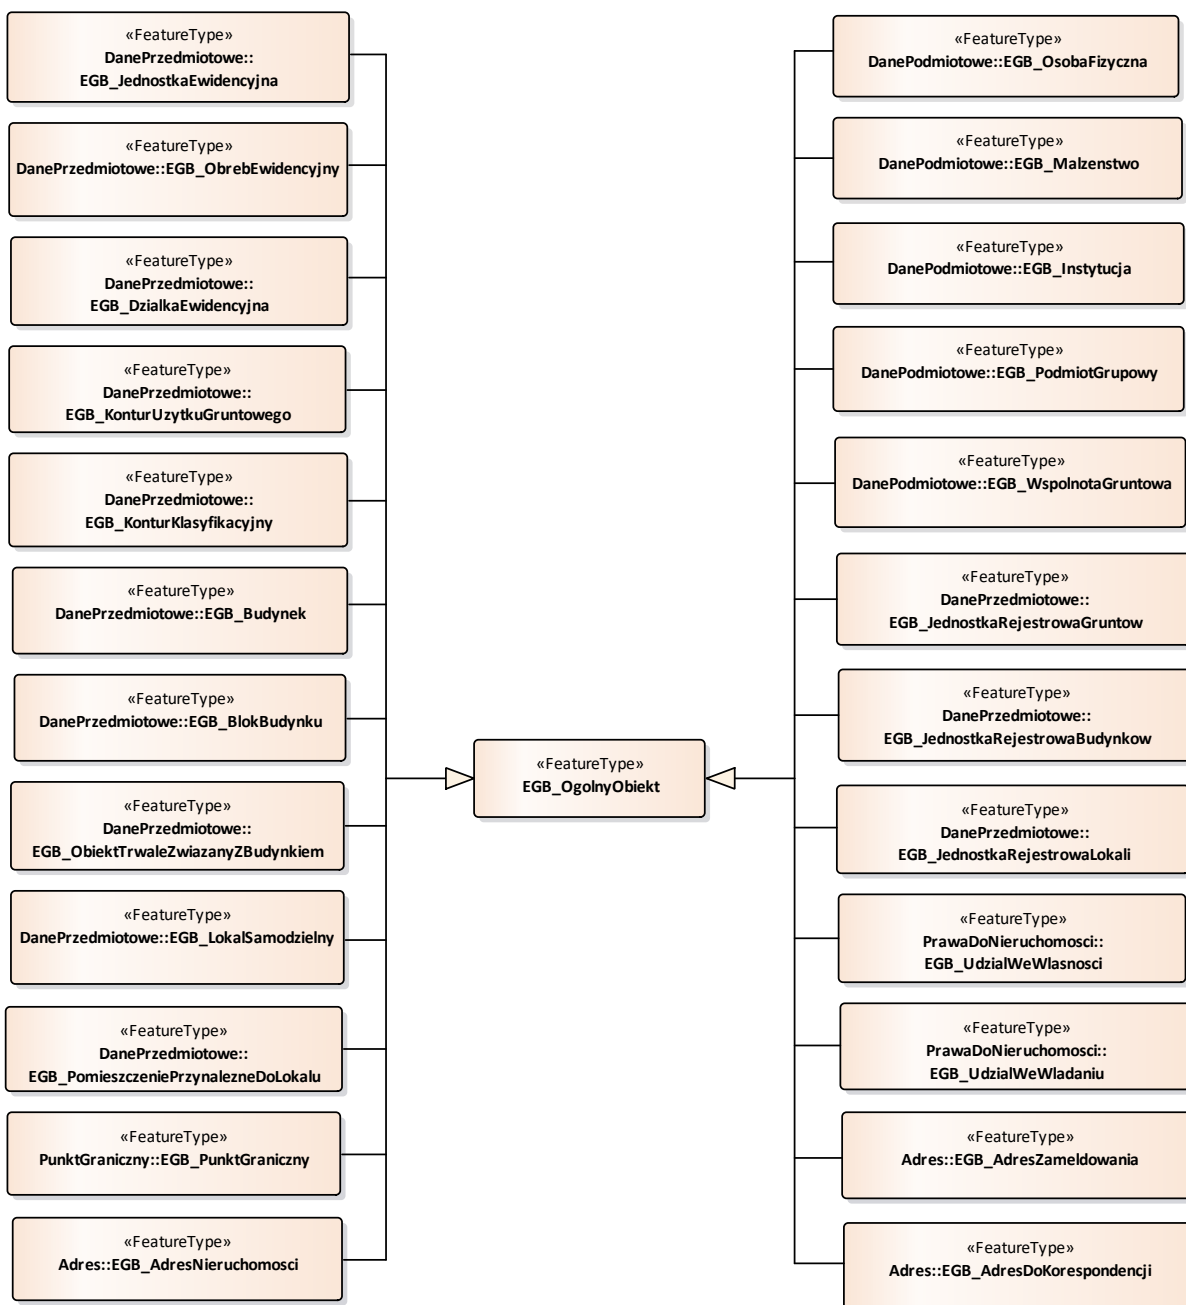 «FeatureType»
DanePrzedmiotowe::
EGB_JednostkaEwidencyjna
«FeatureType»
DanePrzedmiotowe::EGB_ObrebEwidencyjny
«FeatureType»
DanePrzedmiotowe::
EGB_DzialkaEwidencyjna
«FeatureType»
DanePrzedmiotowe::
EGB_KonturUzytkuGruntowego
«FeatureType»
DanePrzedmiotowe::
EGB_KonturKlasyfikacyjny
«FeatureType»
DanePrzedmiotowe::EGB_Budynek
«FeatureType»
DanePrzedmiotowe::EGB_BlokBudynku
«FeatureType»
DanePrzedmiotowe::
EGB_ObiektTrwaleZwiazanyZBudynkiem
«FeatureType»
DanePrzedmiotowe::EGB_LokalSamodzielny
«FeatureType»
DanePrzedmiotowe::
EGB_PomieszczeniePrzynalezneDoLokalu
«FeatureType»
PunktGraniczny::EGB_PunktGraniczny
«FeatureType»
Adres::EGB_AdresNieruchomosci
«FeatureType»
EGB_OgolnyObiekt
«FeatureType»
DanePodmiotowe::EGB_OsobaFizyczna
«FeatureType»
DanePodmiotowe::EGB_Malzenstwo
«FeatureType»
DanePodmiotowe::EGB_Instytucja
«FeatureType»
DanePodmiotowe::EGB_PodmiotGrupowy
«FeatureType»
DanePodmiotowe::EGB_WspolnotaGruntowa
«FeatureType»
DanePrzedmiotowe::
EGB_JednostkaRejestrowaGruntow
«FeatureType»
DanePrzedmiotowe::
EGB_JednostkaRejestrowaBudynkow
«FeatureType»
DanePrzedmiotowe::
EGB_JednostkaRejestrowaLokali
«FeatureType»
PrawaDoNieruchomosci::
EGB_UdzialWeWlasnosci
«FeatureType»
PrawaDoNieruchomosci::
EGB_UdzialWeWladaniu
«FeatureType»
Adres::EGB_AdresZameldowania
«FeatureType»
Adres::EGB_AdresDoKorespondencji